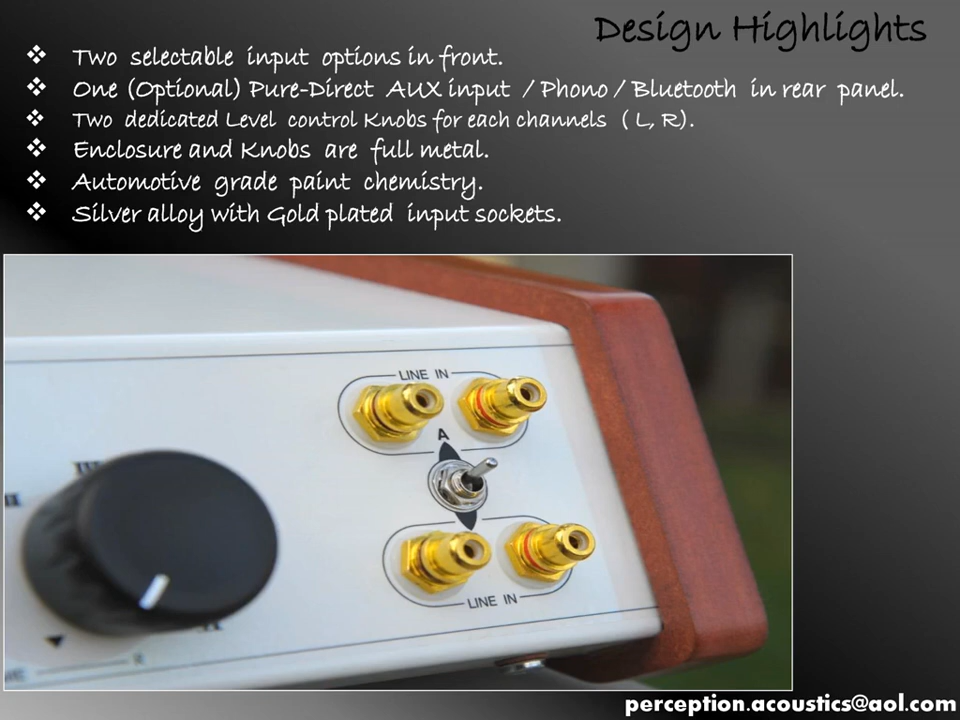 Design Highlights
Two selectable input options in front.
One (Optional) Pure-Direct AUX input / Phono / Bluetooth in rear panel.
Two dedicated Level control Knobs for each channels ( L, R).
Enclosure and Knobs are full metal.
Automotive grade paint chemistry.
Silver alloy with Gold plated input sockets.
LINE IN
A
III
II
LINE IN
R
perception.acoustics@aol.com